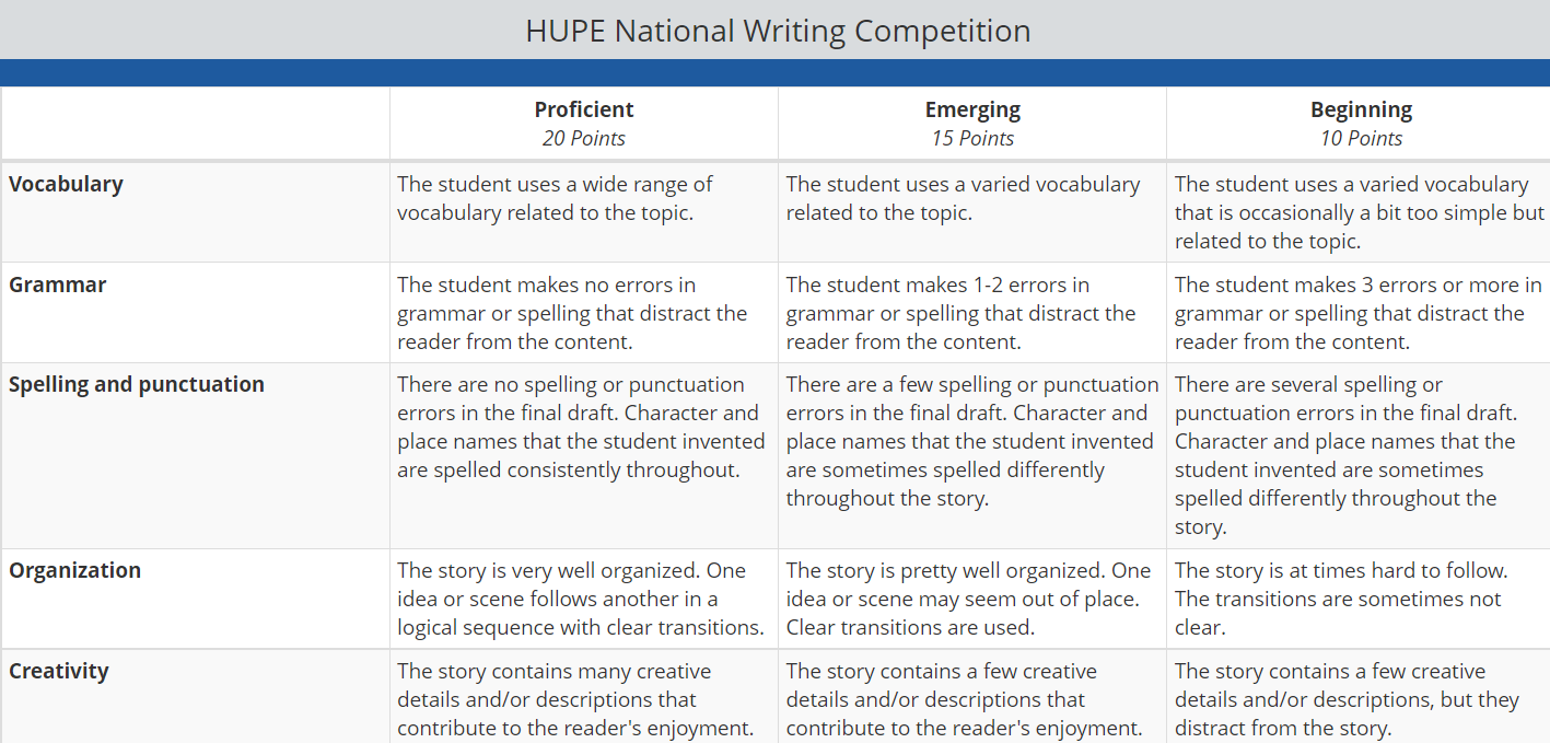 HUPE National Writing Competition
Proficient
20 Points
Emerging
15 Points
Beginning
10 Points
Vocabulary
The student uses a wide range of
vocabulary related to the topic.
The student uses a varied vocabulary
related to the topic.
The student uses a varied vocabulary
that is occasionally a bit too simple but
related to the topic.
Grammar
The student makes no errors in
grammar or spelling that distract the
reader from the content.
The student makes 1-2 errors in
grammar or spelling that distract the
reader from the content.
The student makes 3 errors or more in
grammar or spelling that distract the
reader from the content.
Spelling and punctuation
There are no spelling or punctuation
errors in the final draft. Character and
place names that the student invented
are spelled consistently throughout.
There are a few spelling or punctuation
errors in the final draft. Character and
place names that the student invented
are sometimes spelled differently
throughout the story.
There are several spelling or
punctuation errors in the final draft.
Character and place names that the
student invented are sometimes
spelled differently throughout the
story.
Organization
The story is very well organized. One
idea or scene follows another in a
logical sequence with clear transitions.
The story is pretty well organized. One
idea or scene may seem out of place.
Clear transitions are used.
The story is at times hard to follow.
The transitions are sometimes not
clear.
Creativity
The story contains many creative
details and/or descriptions that
contribute to the reader's enjoyment.
The story contains a few creative
details and/or descriptions that
contribute to the reader's enjoyment.
The story contains a few creative
details and/or descriptions, but they
distract from the story.